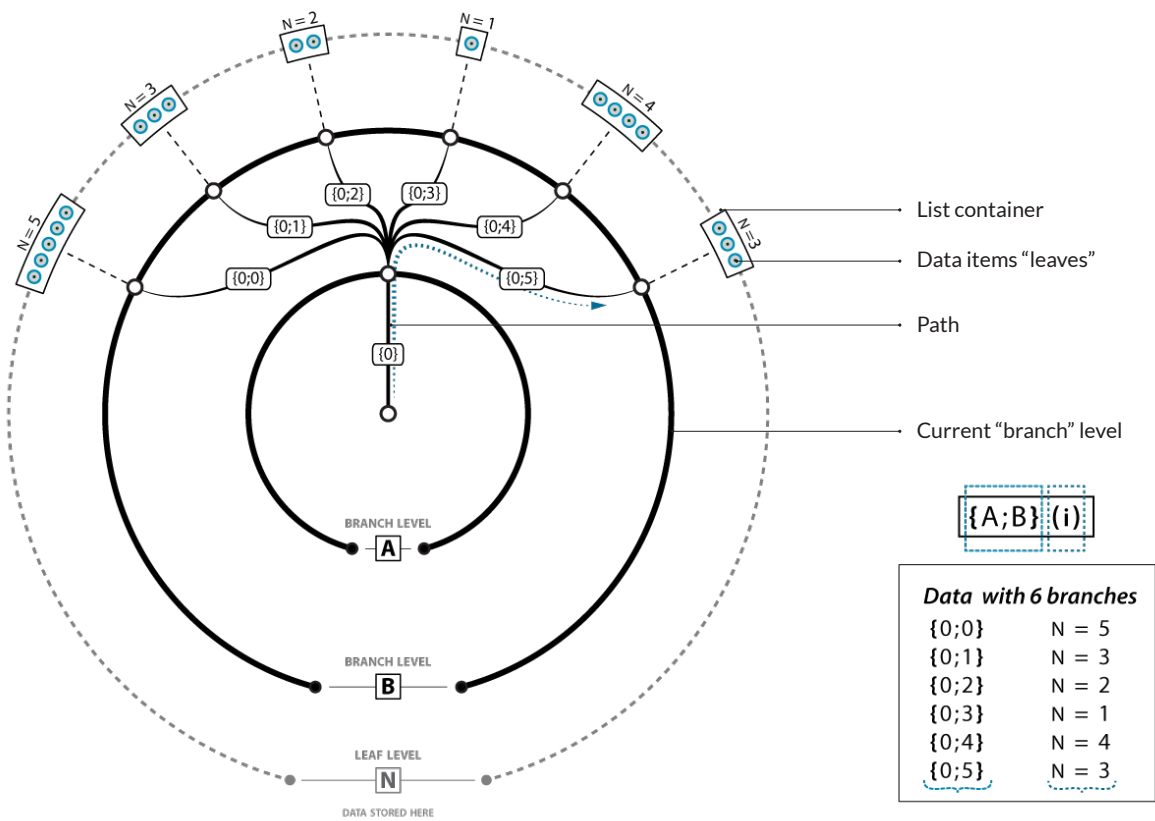 N = 2
N = 1
N = 3
N = 4
N = 5
N =3
{0;2}
{0;3}
{0;1}
{0;4}
{0;0}
{0;5}
{0}
List container
Data items “leaves”
Path
Current “branch” level
BRANCH LEVEL
A
BRANCH LEVEL
B
LEAF LEVEL
N
DATA STORED HERE
{A;B} (i)
Data with 6 branches
{0;0} N = 5
{0;1} N = 3
{0;2} N = 2
{0;3} N = 1
{0;4} N = 4
{0;5} N = 3